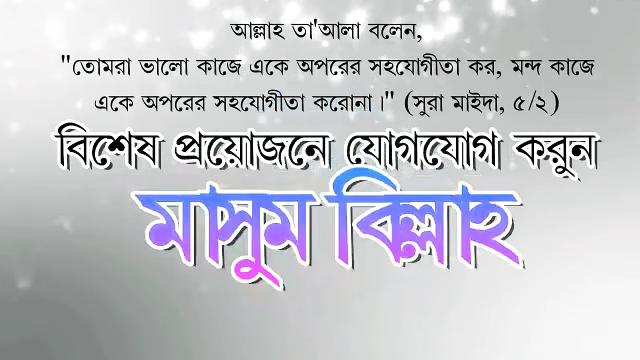 আল্লাহ তা'আলা বলেন,
"তোমরা ভালো কাজে একে অপরের সহযোগীতা কর, মন্দ কাজে
একে অপরের সহযোগীতা করোনা।" (সুরা মাইদা, ৫/২)
বিশেষ প্রয়োজনে যোগযোগ করুন
মাসুম বিল্লাহ